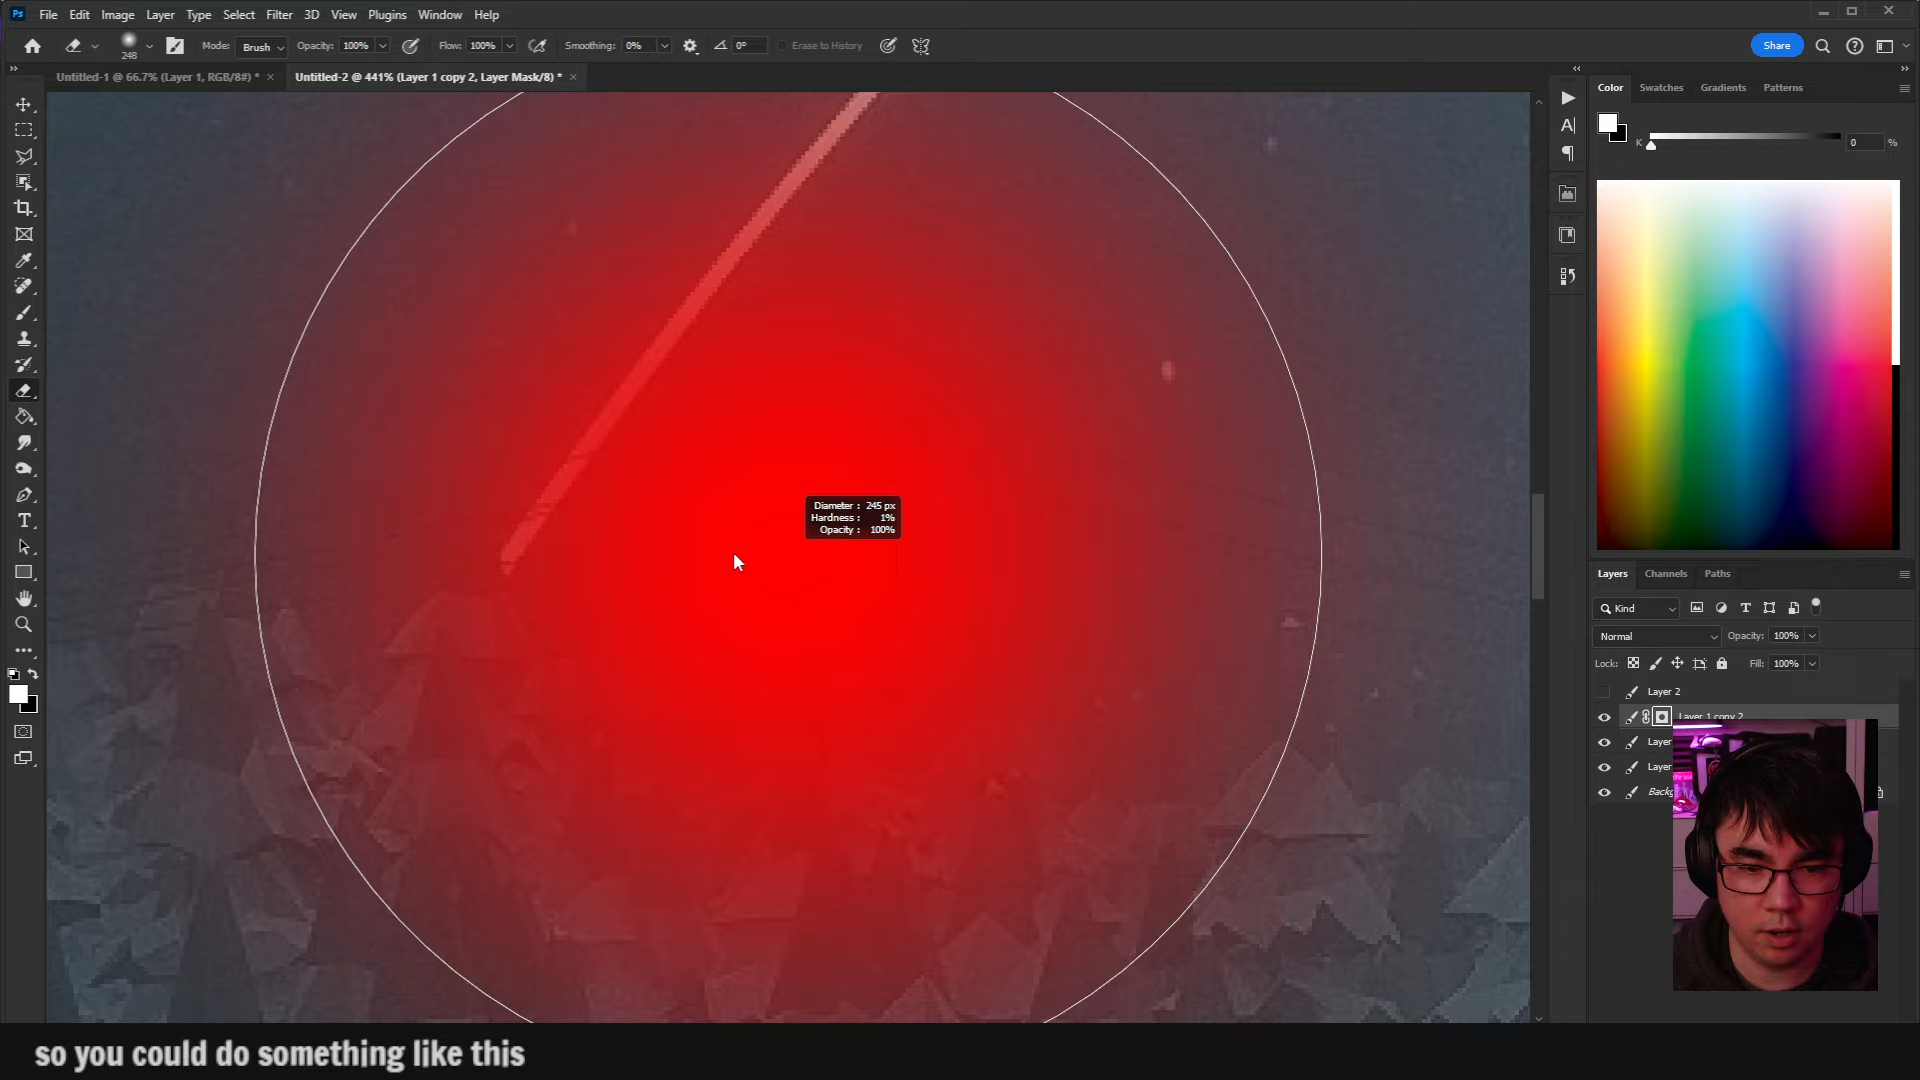 Ps File Edit Image Layer Type Select Filter 3D View Plugins Window Help
248 Mode: Brush Opacity: 100% Flow: 100% Smoothing: 0% 0° Erase to History Share
Untitled-1 @ 66.7% (Layer 1, RGB/8#) * × Untitled-2 @ 441% (Layer 1 copy 2, Layer Mask/8) * ×
Color Swatches Gradients Patterns
K 0 %
Diameter : 245 px
Hardness : 1%
Opacity : 100%
Layers Channels Paths
Kind
Normal Opacity: 100%
Lock: Fill: 100%
Layer 2
Layer 1 copy 2
Layer
Layer
Backg
so you could do something like this